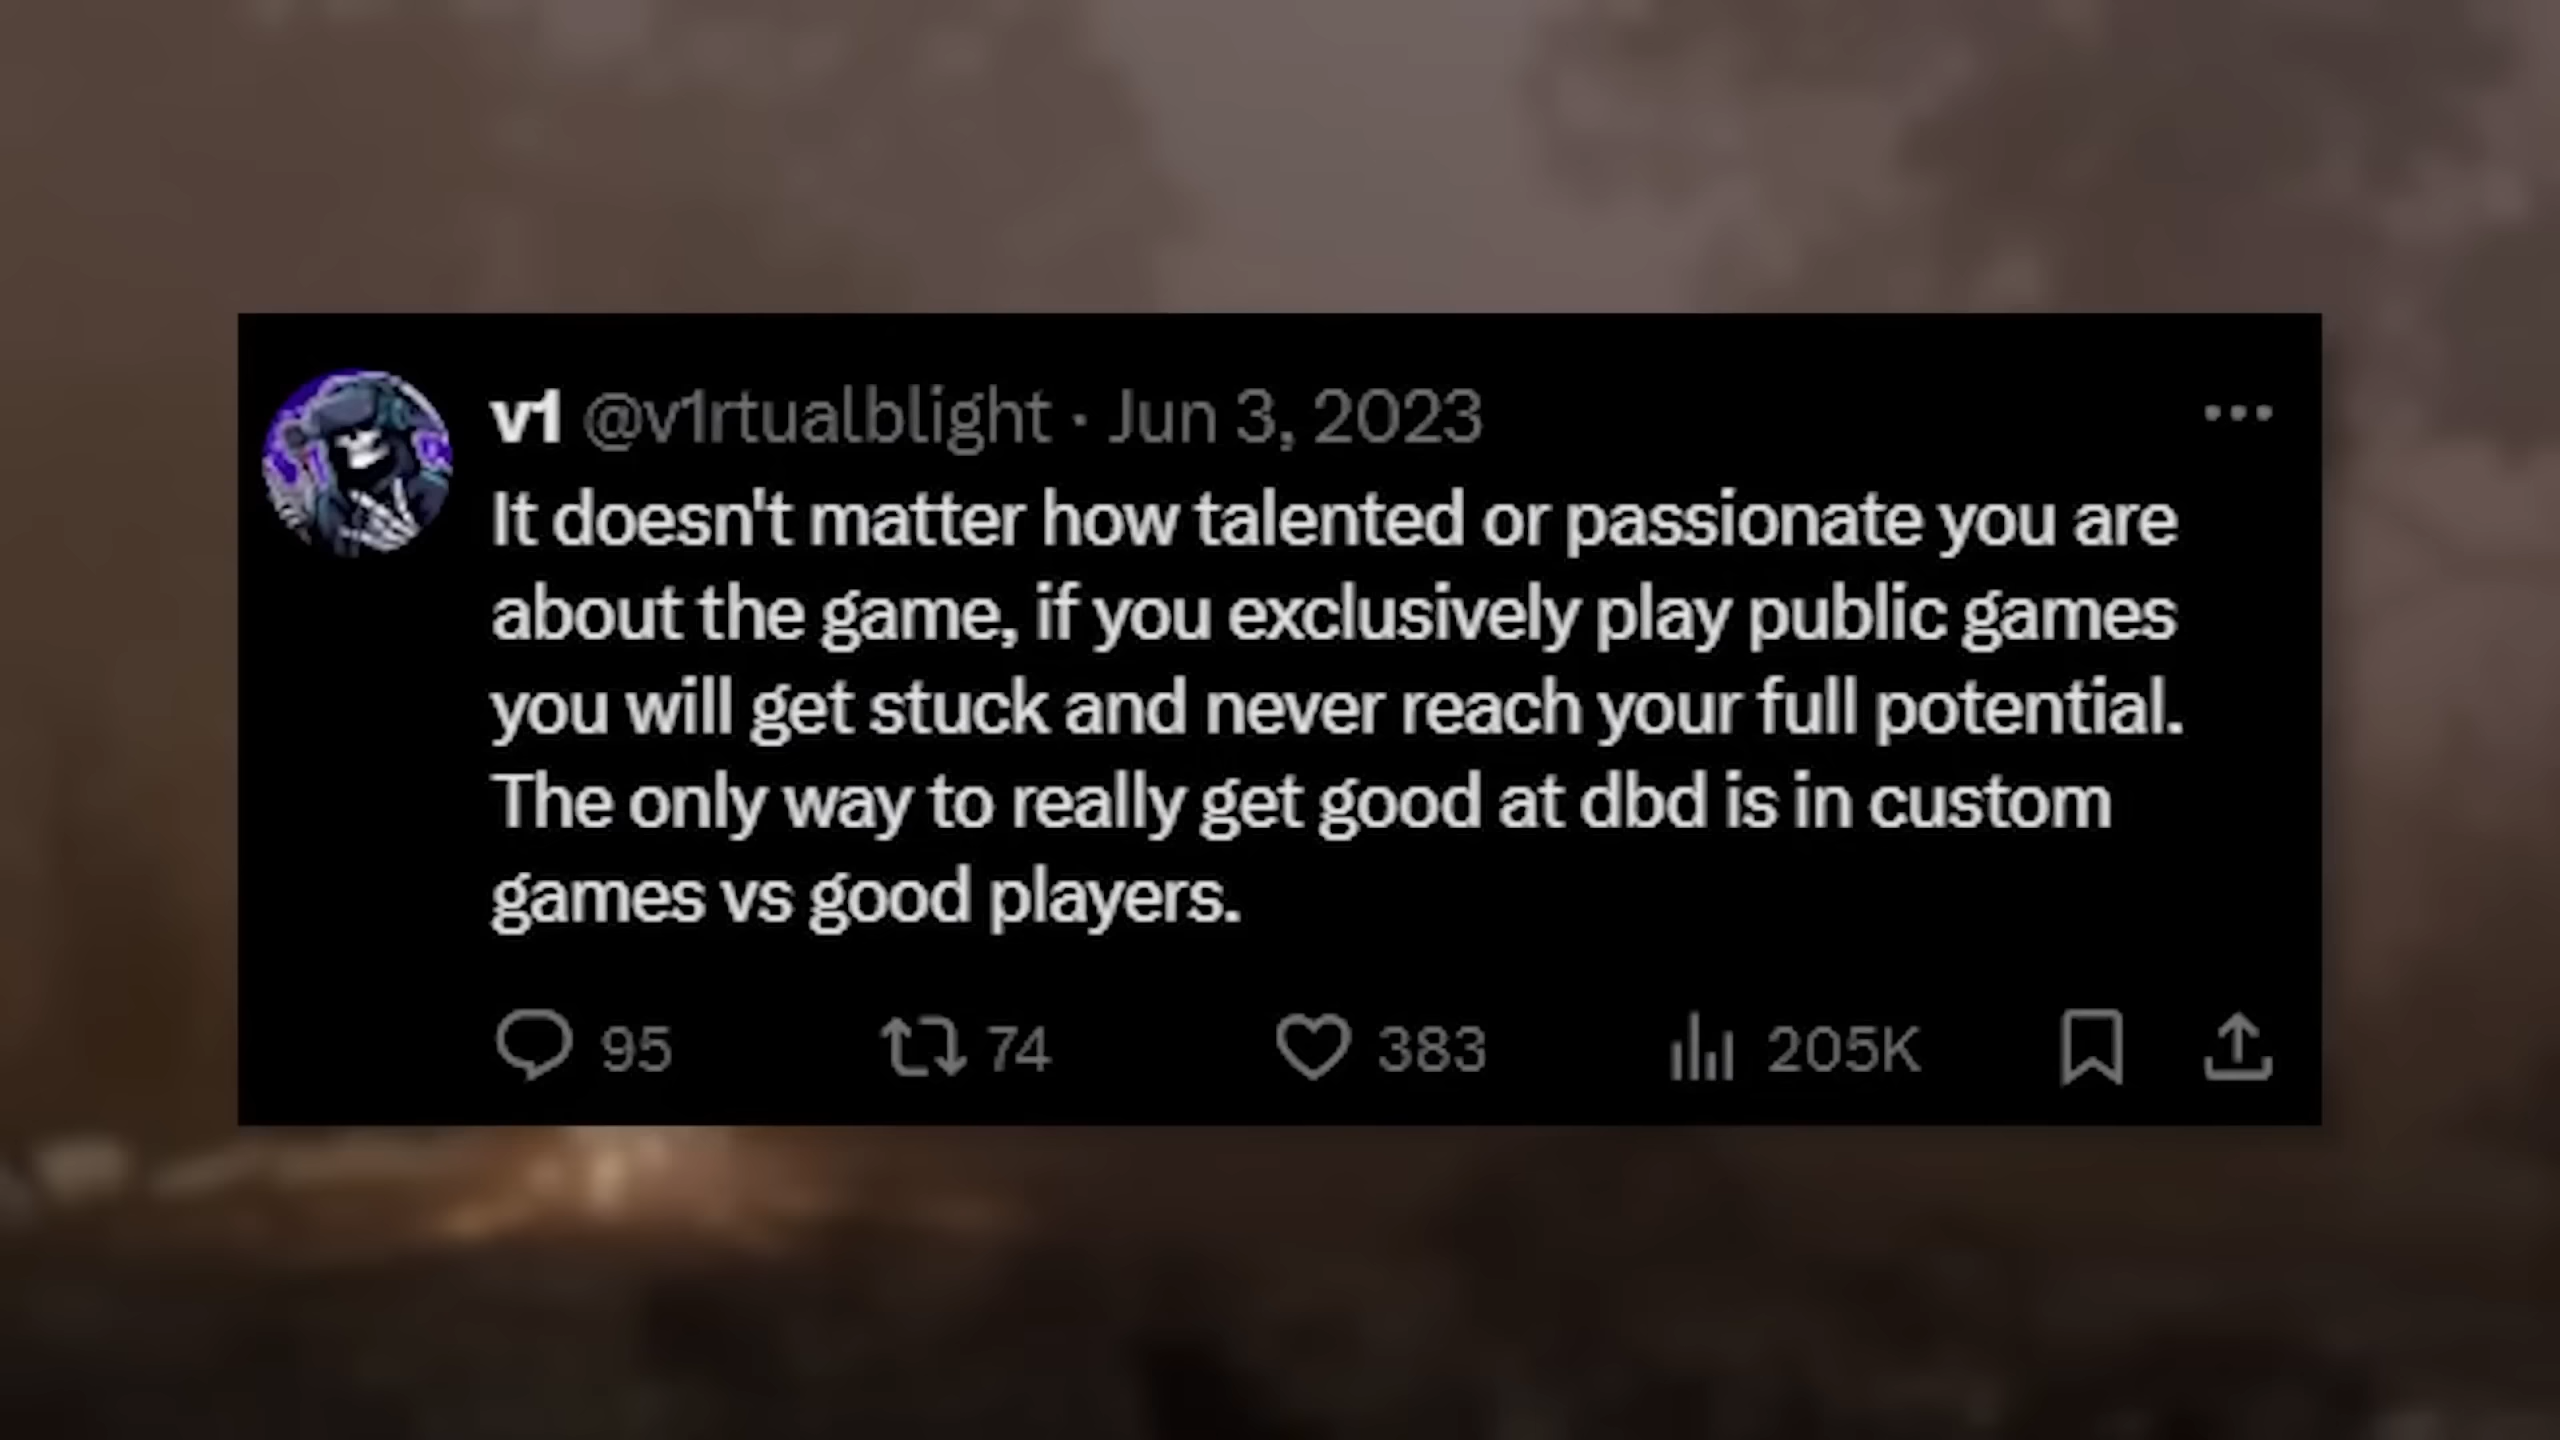 v1 @v1rtualblight · Jun 3, 2023
It doesn't matter how talented or passionate you are
about the game, if you exclusively play public games
you will get stuck and never reach your full potential.
The only way to really get good at dbd is in custom
games vs good players.
95 74 383 205K